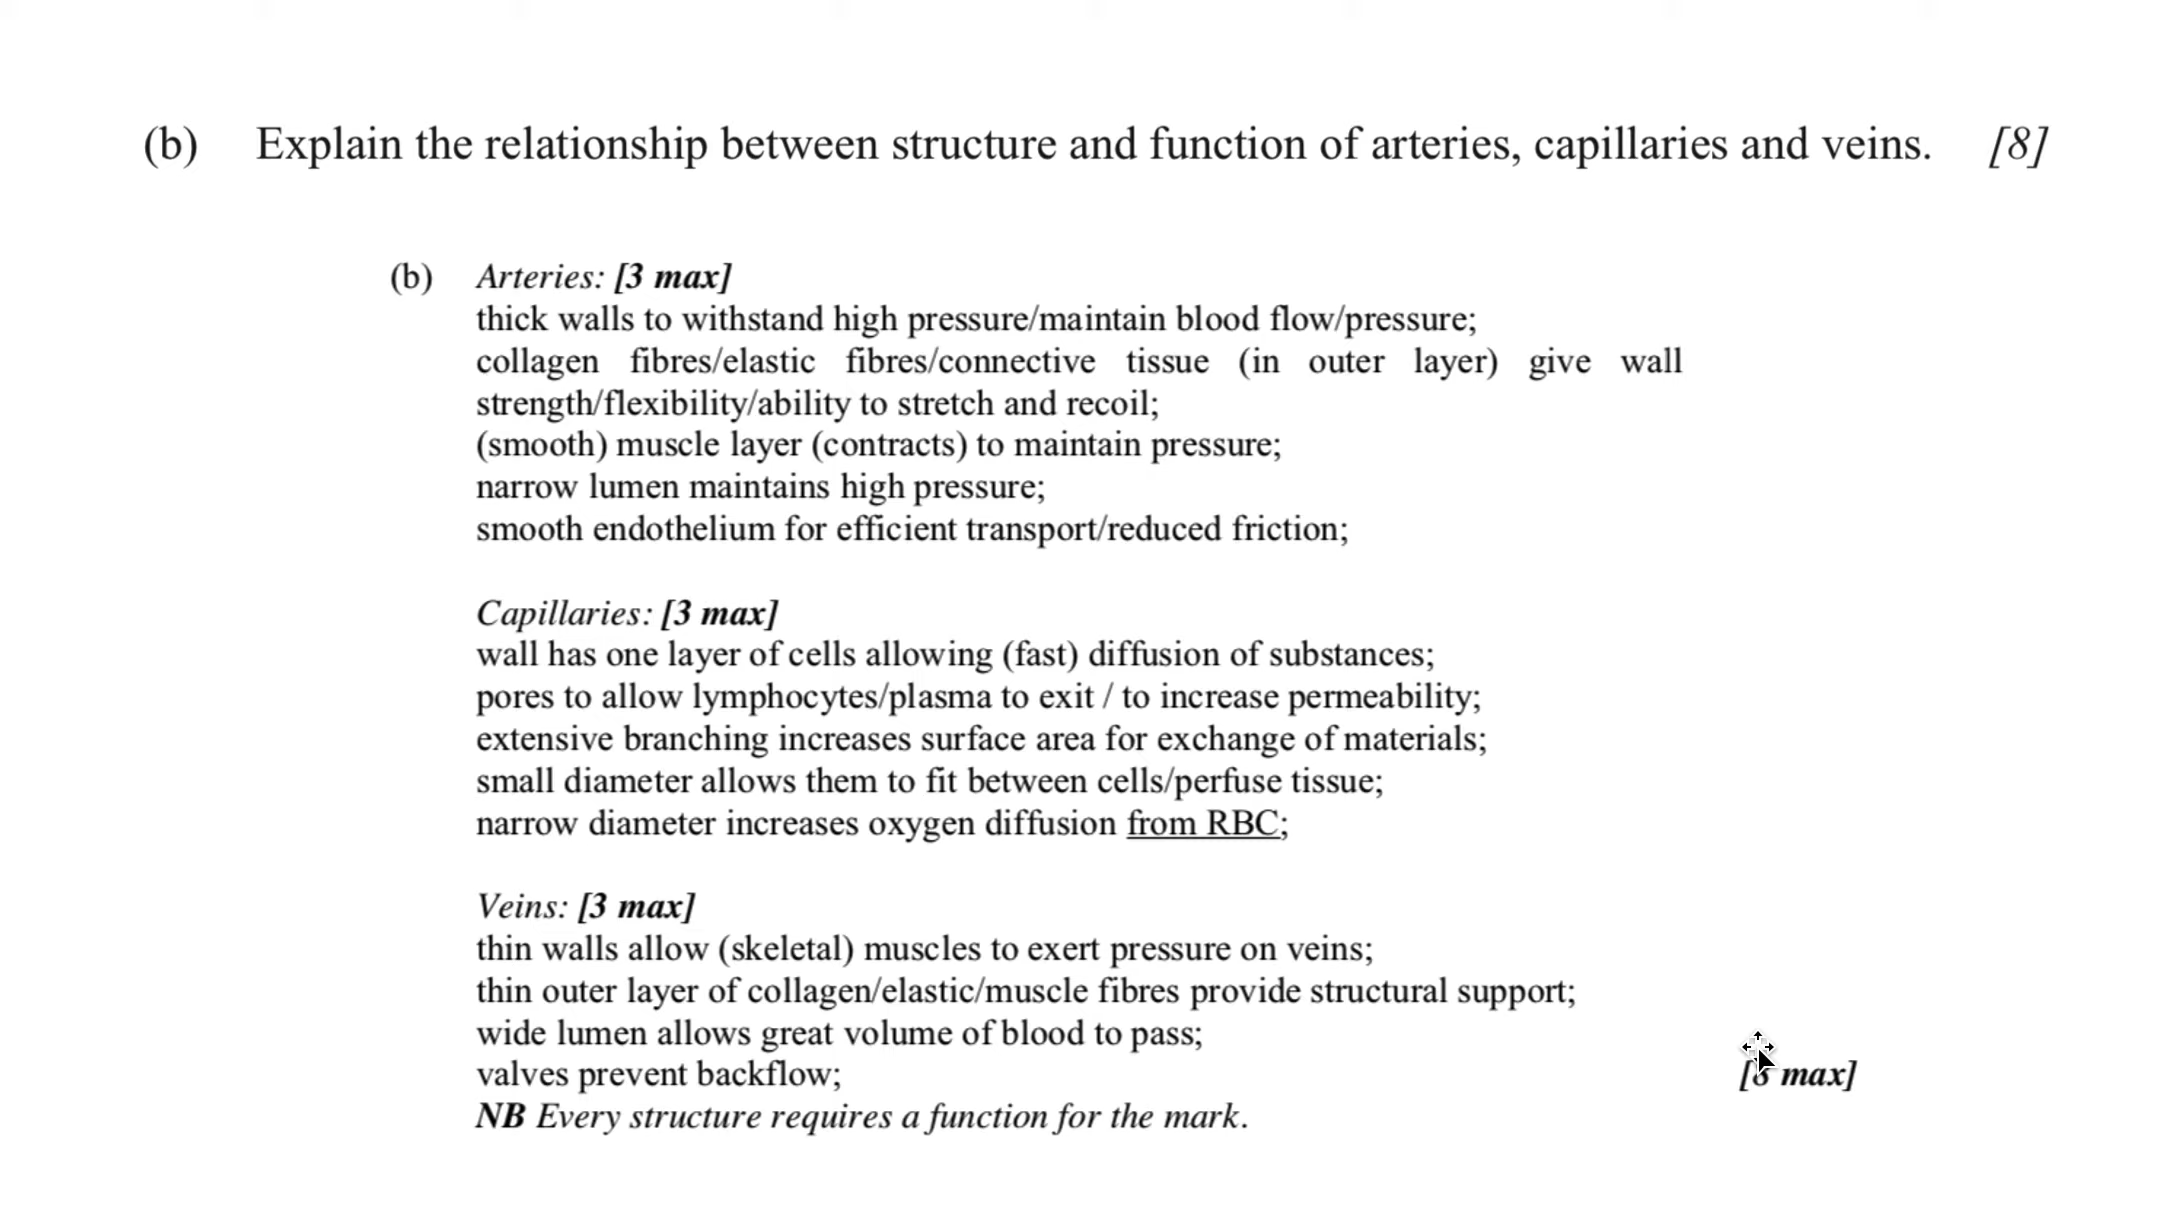 (b) Explain the relationship between structure and function of arteries, capillaries and veins. [8]
(b) Arteries: [3 max]
thick walls to withstand high pressure/maintain blood flow/pressure;
collagen fibres/elastic fibres/connective tissue (in outer layer) give wall
strength/flexibility/ability to stretch and recoil;
(smooth) muscle layer (contracts) to maintain pressure;
narrow lumen maintains high pressure;
smooth endothelium for efficient transport/reduced friction;
Capillaries: [3 max]
wall has one layer of cells allowing (fast) diffusion of substances;
pores to allow lymphocytes/plasma to exit / to increase permeability;
extensive branching increases surface area for exchange of materials;
small diameter allows them to fit between cells/perfuse tissue;
narrow diameter increases oxygen diffusion from RBC;
Veins: [3 max]
thin walls allow (skeletal) muscles to exert pressure on veins;
thin outer layer of collagen/elastic/muscle fibres provide structural support;
wide lumen allows great volume of blood to pass;
valves prevent backflow; [8 max]
NB Every structure requires a function for the mark.